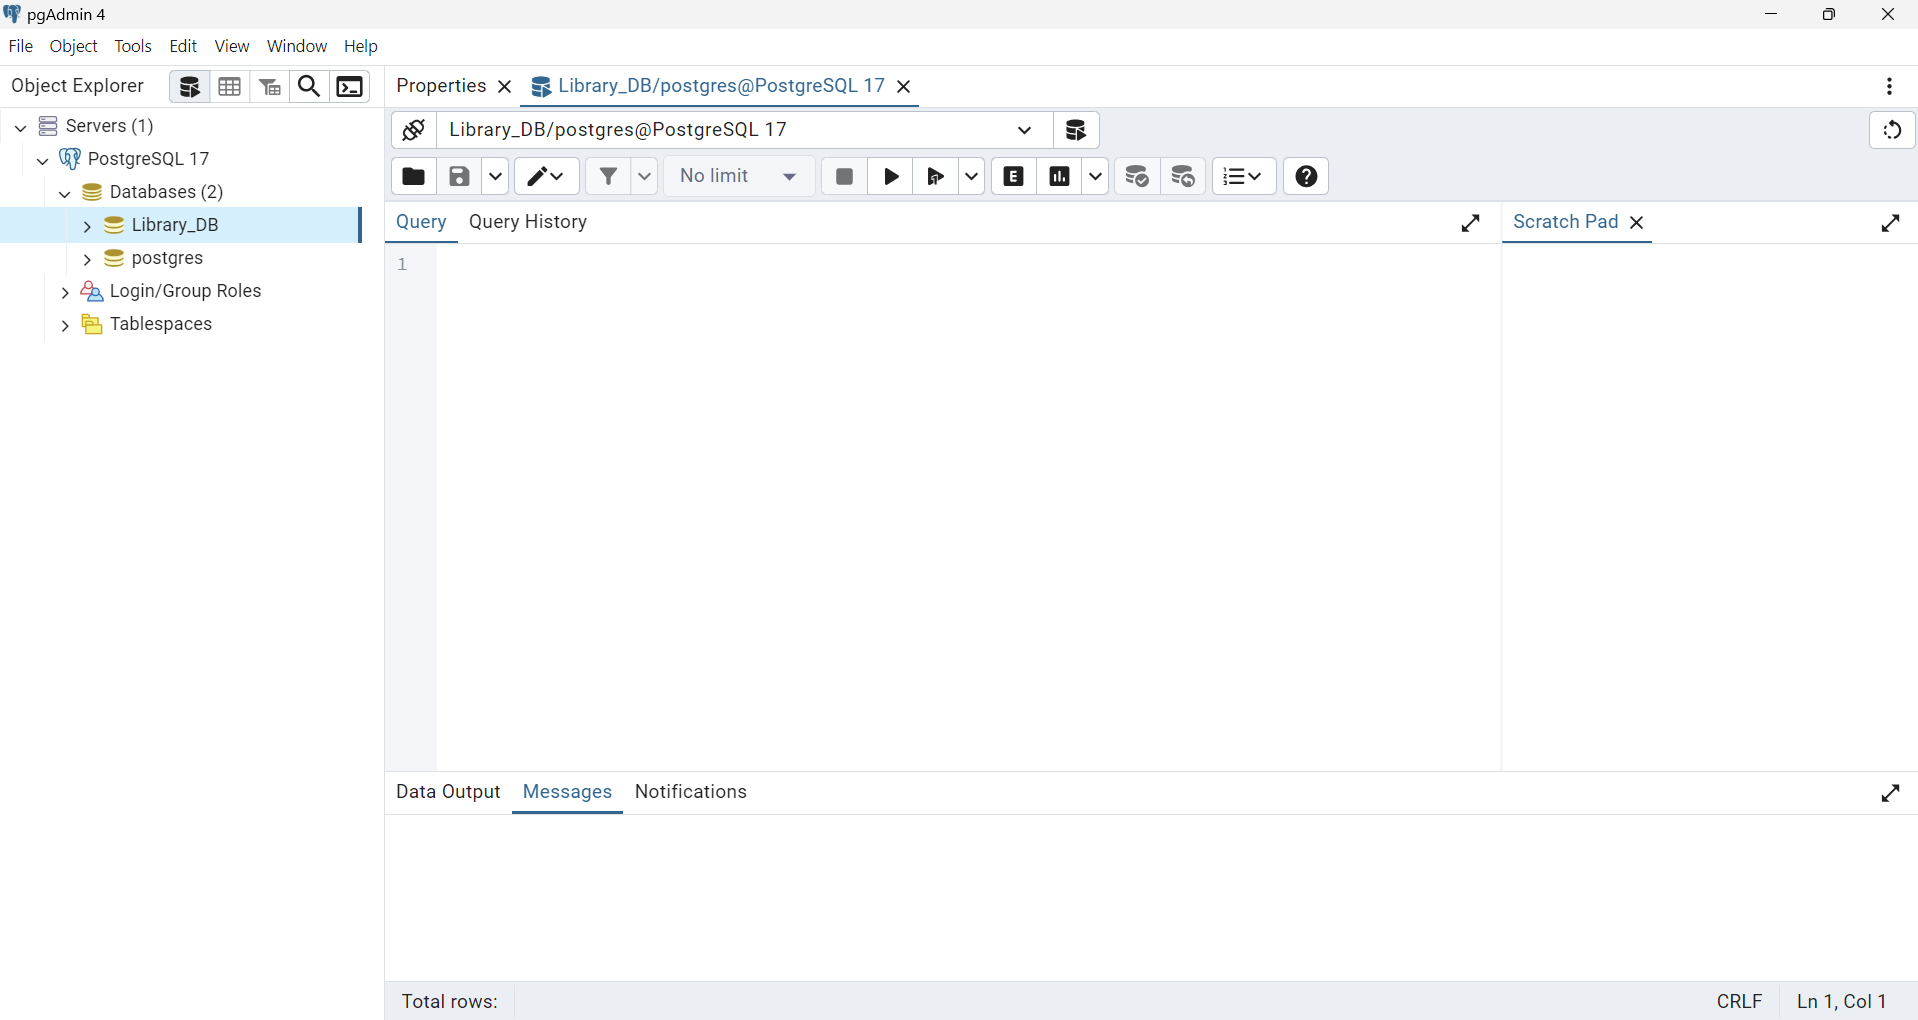 pgAdmin 4
File Object Tools Edit View Window Help
Object Explorer
Properties
Library_DB/postgres@PostgreSQL 17
Servers (1)
PostgreSQL 17
Databases (2)
Library_DB
postgres
Login/Group Roles
Tablespaces
Library_DB/postgres@PostgreSQL 17
No limit
E
Query Query History
Scratch Pad
1
Data Output Messages Notifications
Total rows:
CRLF Ln 1, Col 1